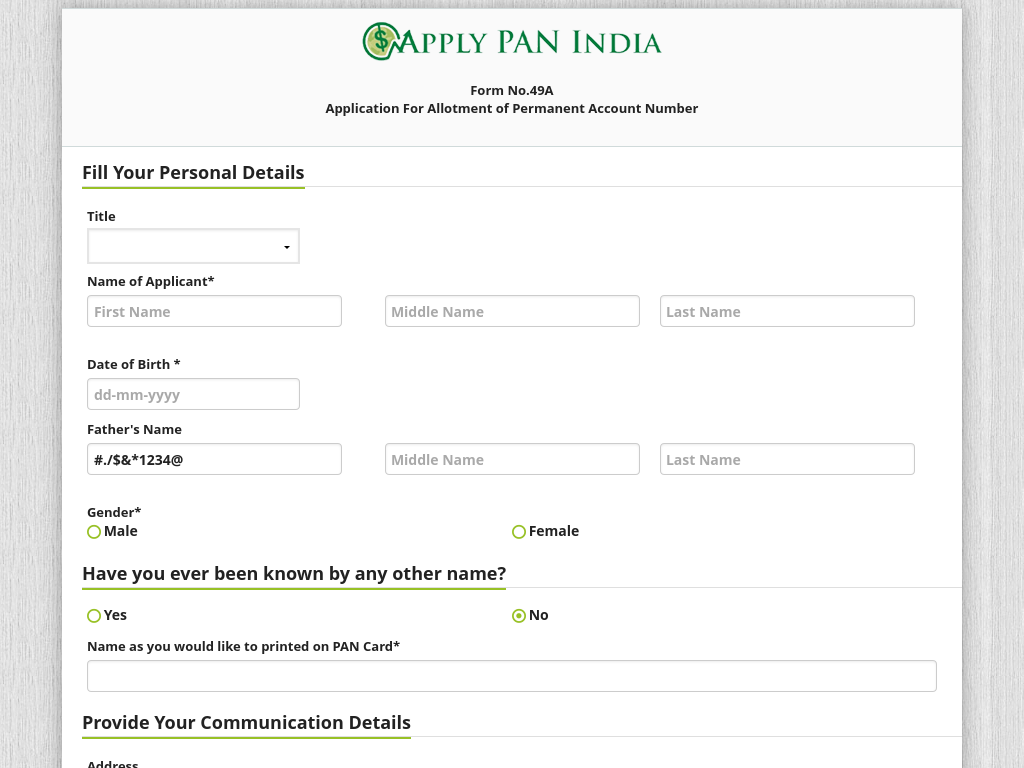 APPLY PAN INDIA
Form No.49A
Application For Allotment of Permanent Account Number
Fill Your Personal Details
Title
Name of Applicant*
First Name Middle Name Last Name
Date of Birth *
dd-mm-yyyy
Father's Name
#./$&*1234@ Middle Name Last Name
Gender*
Male Female
Have you ever been known by any other name?
Yes No
Name as you would like to printed on PAN Card*
Provide Your Communication Details
Address